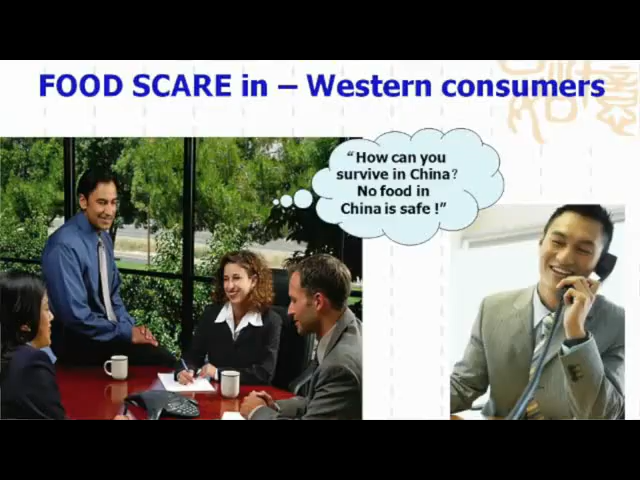 FOOD SCARE in – Western consumers
“How can you
survive in China?
No food in
China is safe !”